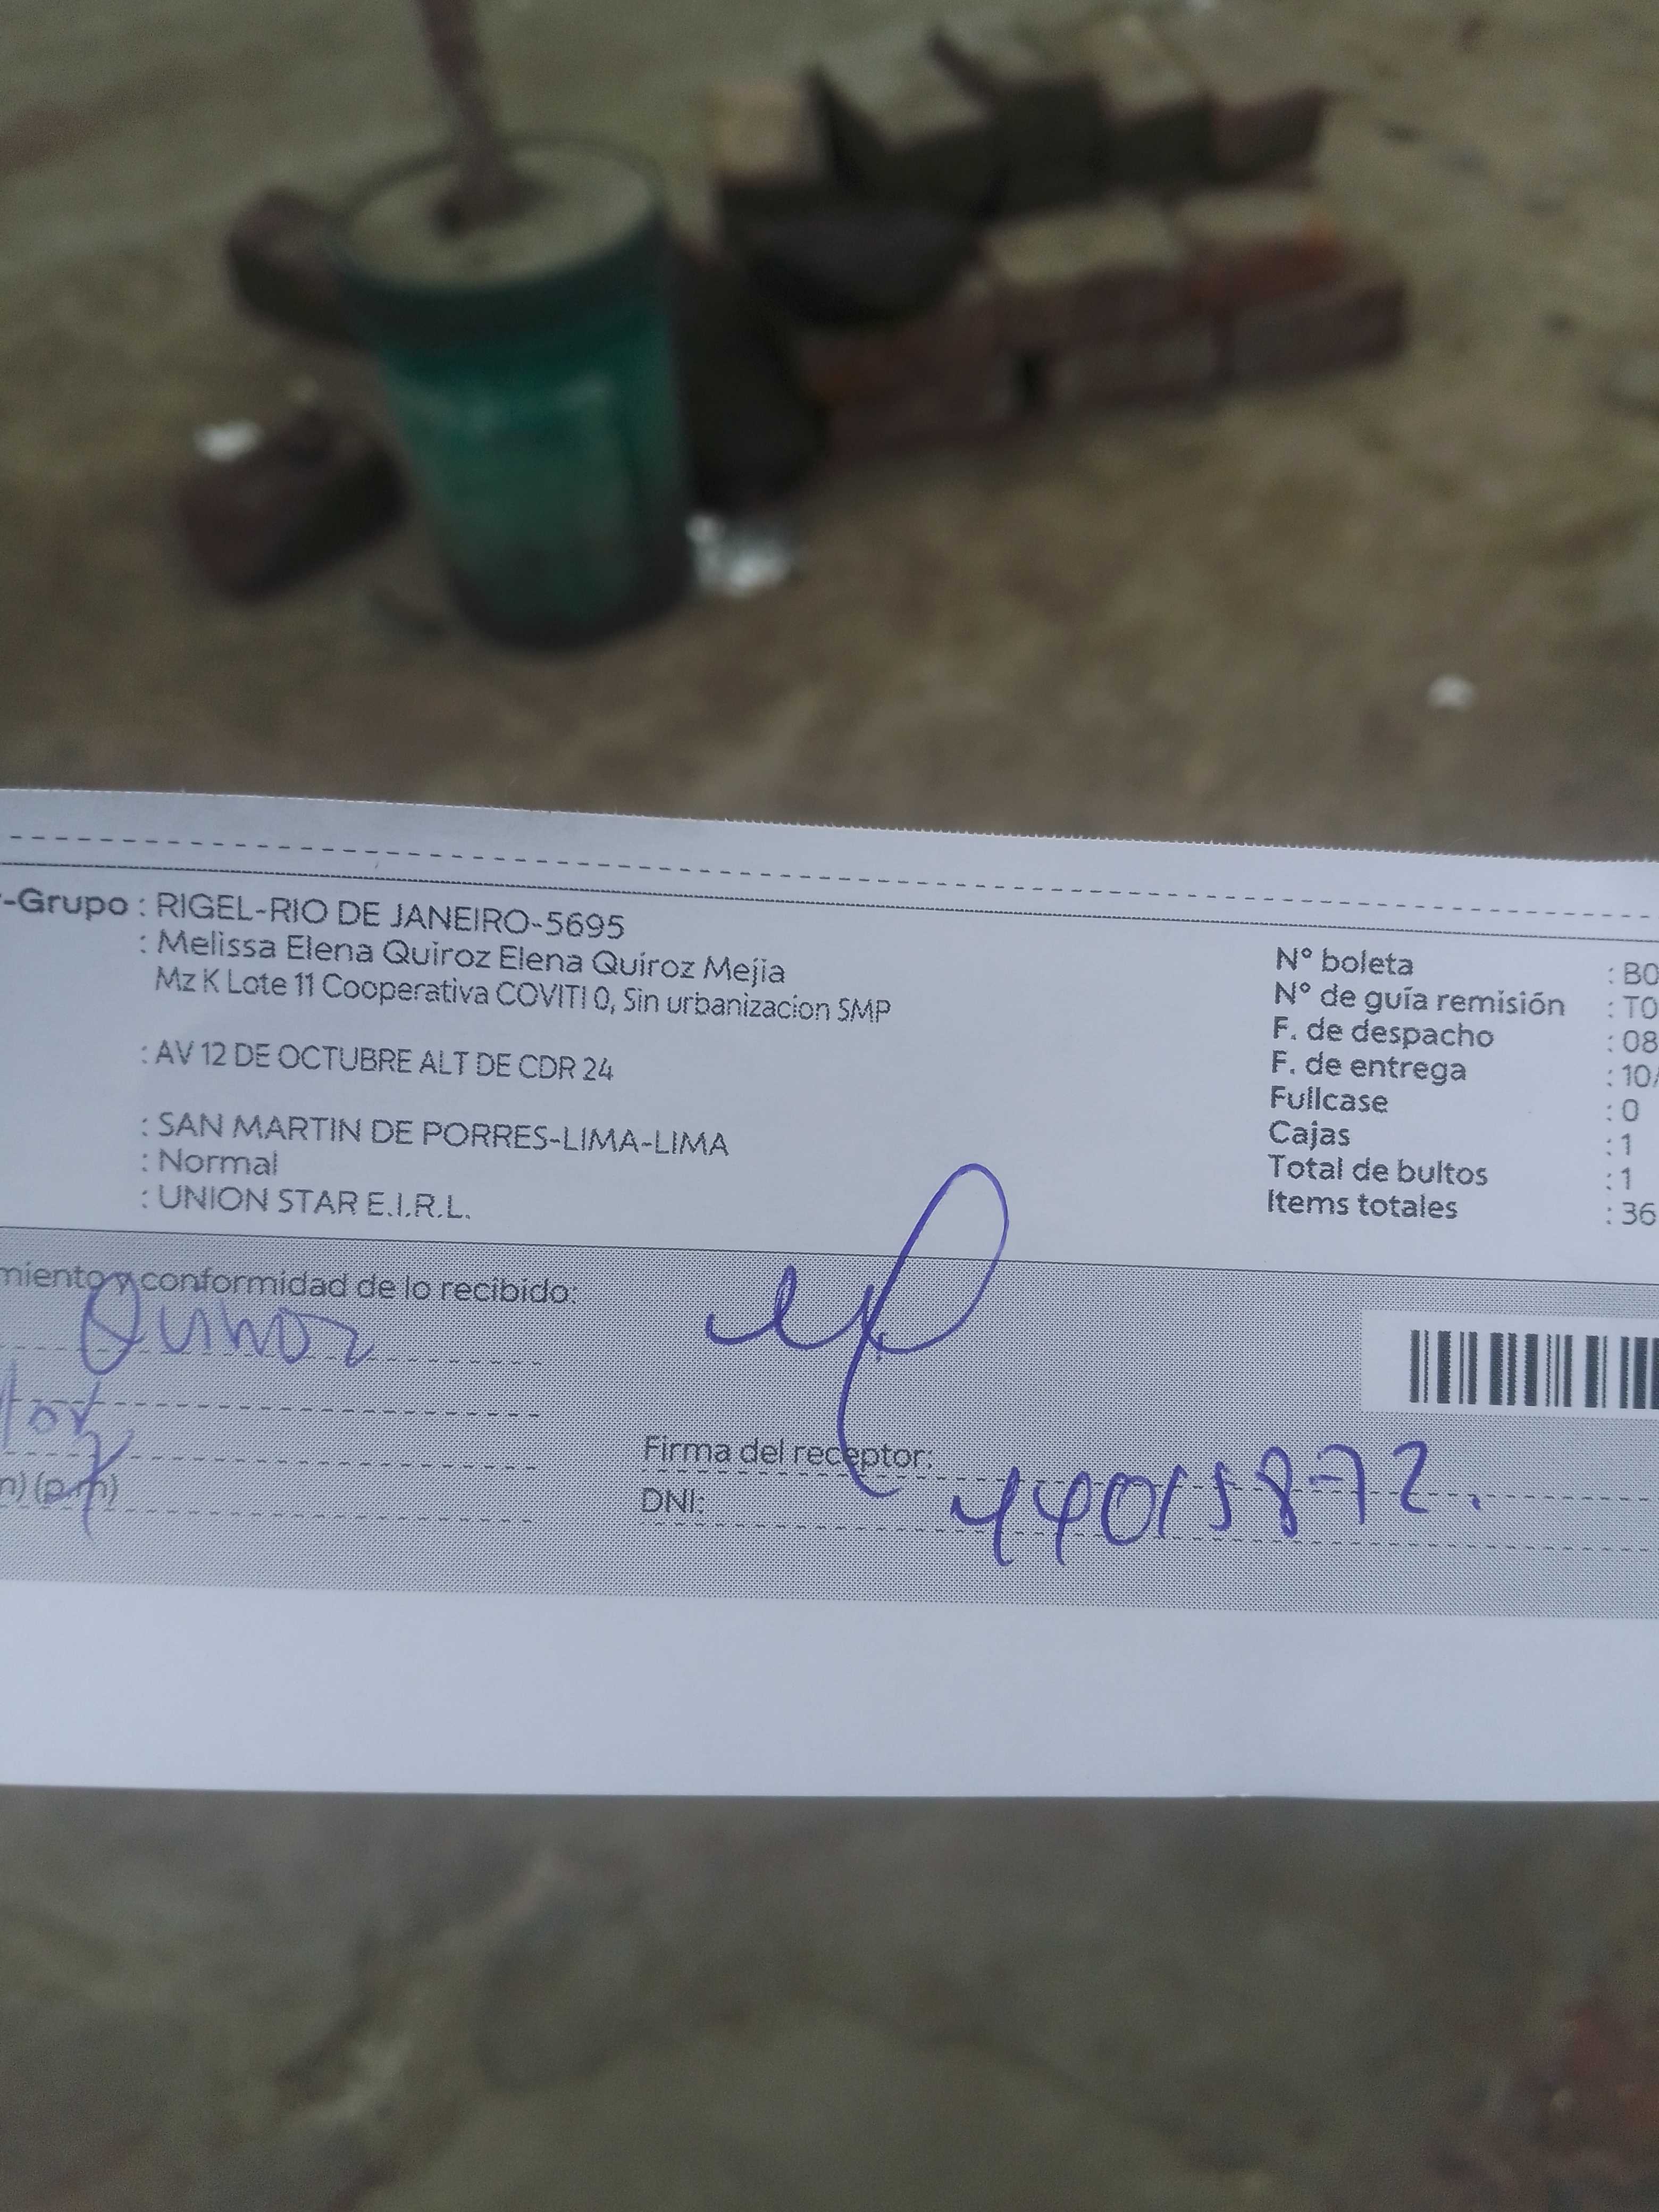 -Grupo : RIGEL-RIO DE JANEIRO-5695
: Melissa Elena Quiroz Elena Quiroz Mejia
Mz K Lote 11 Cooperativa COVITI 0, Sin urbanizacion SMP
: AV 12 DE OCTUBRE ALT DE CDR 24
: SAN MARTIN DE PORRES-LIMA-LIMA
: Normal
: UNION STAR E.I.R.L.
N° boleta : B0
N° de guía remisión : T0
F. de despacho : 08
F. de entrega : 10/
Fullcase : 0
Cajas : 1
Total de bultos : 1
Items totales : 36
miento y conformidad de lo recibido:
Quiroz
n) (p.m)
Firma del receptor:
DNI: 44015872.